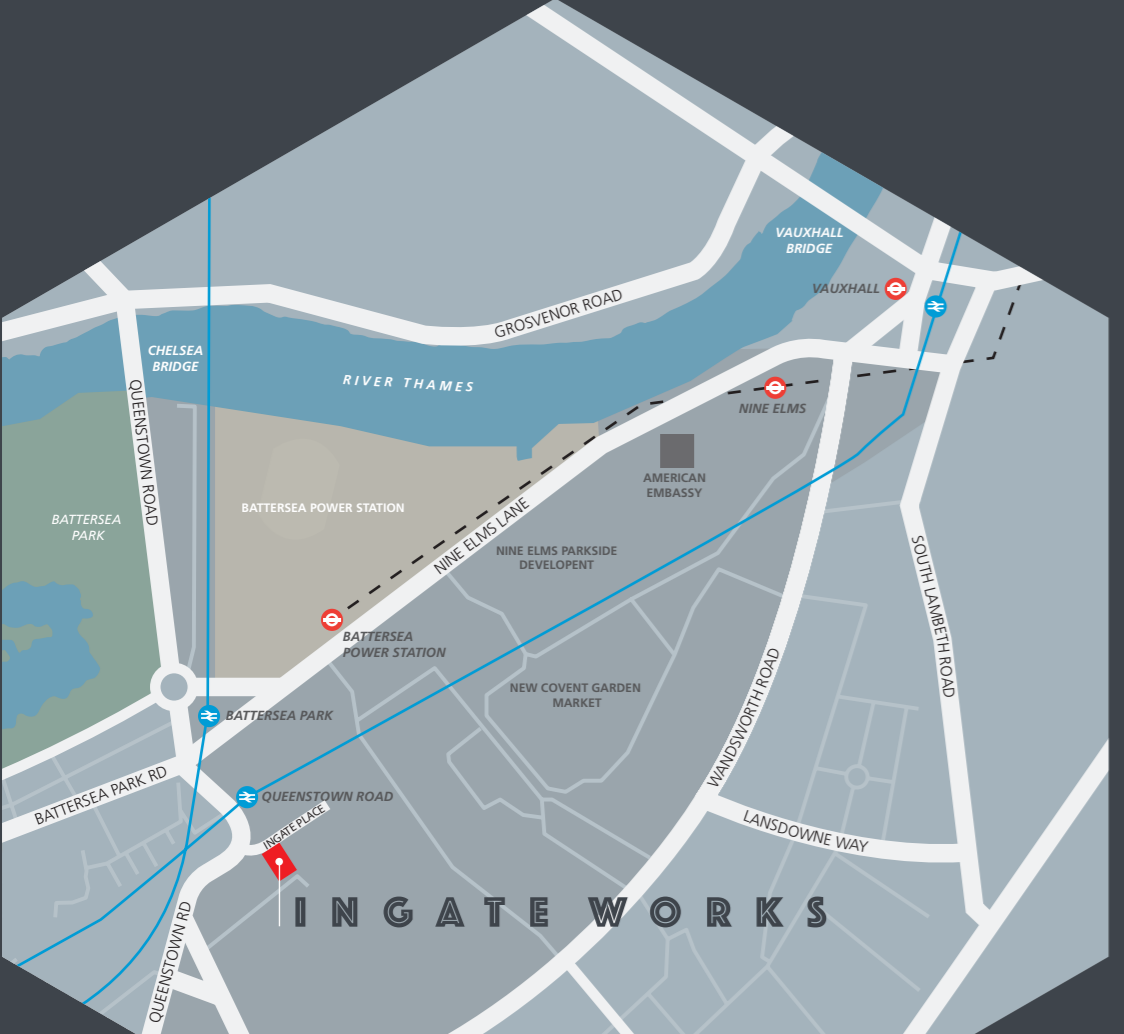 VAUXHALL
BRIDGE
VAUXHALL
GROSVENOR ROAD
CHELSEA
BRIDGE
RIVER THAMES
NINE ELMS
QUEENSTOWN ROAD
AMERICAN
EMBASSY
BATTERSEA POWER STATION
BATTERSEA
PARK
NINE ELMS LANE
NINE ELMS PARKSIDE
DEVELOPENT
SOUTH LAMBETH ROAD
BATTERSEA
POWER STATION
NEW COVENT GARDEN
MARKET
BATTERSEA PARK
WANDSWORTH ROAD
BATTERSEA PARK RD
QUEENSTOWN ROAD
INGATE PLACE
LANSDOWNE WAY
INGATE WORKS
QUEENSTOWN RD